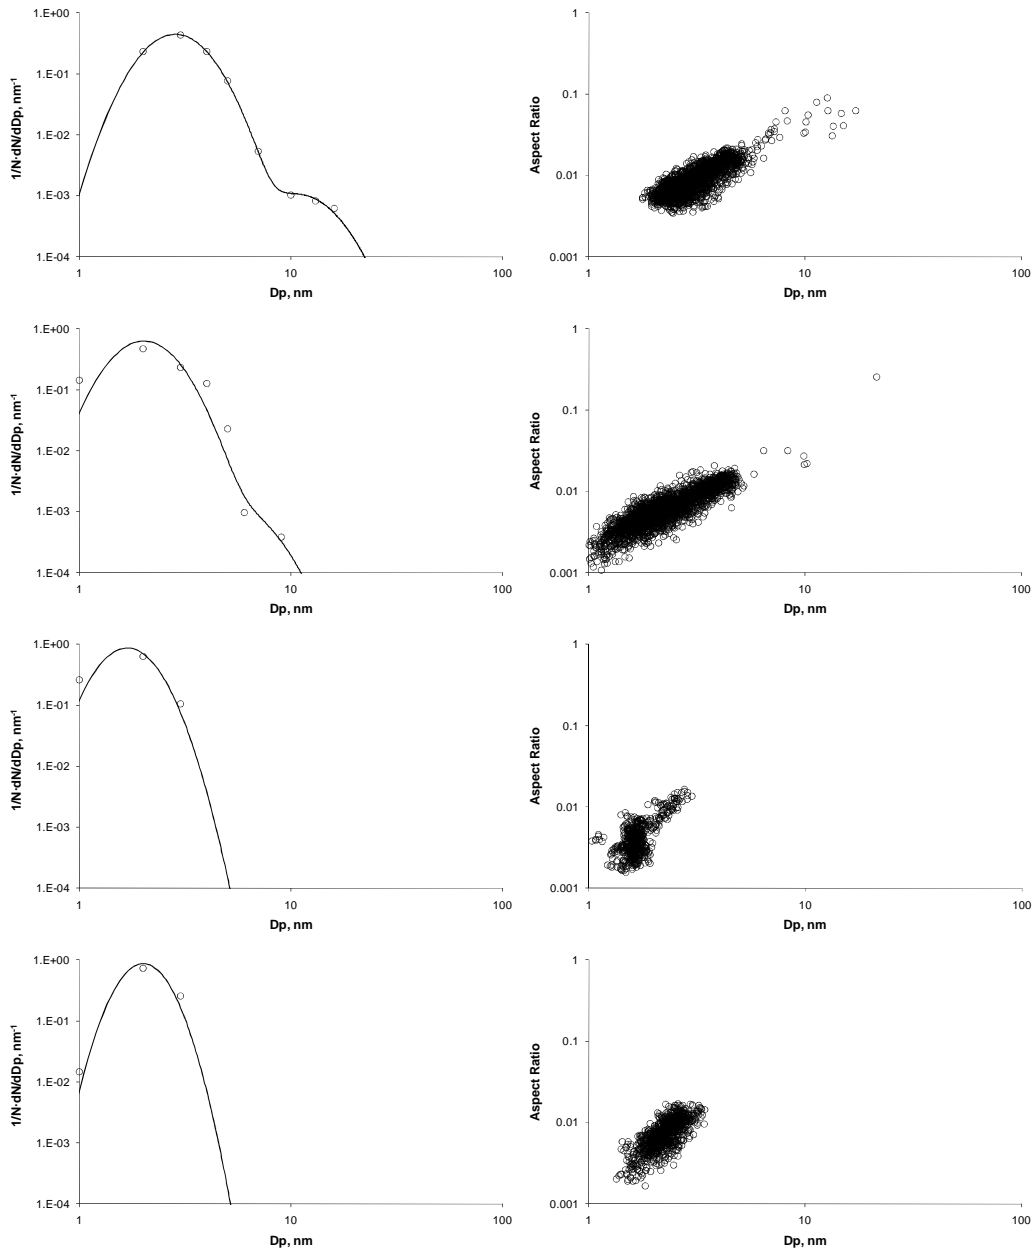 1.E+00
1.E-01
1.E-02
1.E-03
1.E-04
1/N·dN/dDp, nm⁻¹
1 10 100
Dp, nm
1
0.1
0.01
0.001
Aspect Ratio
1 10 100
Dp, nm
1.E+00
1.E-01
1.E-02
1.E-03
1.E-04
1/N·dN/dDp, nm⁻¹
1 10 100
Dp, nm
1
0.1
0.01
0.001
Aspect Ratio
1 10 100
Dp, nm
1.E+00
1.E-01
1.E-02
1.E-03
1.E-04
1/N·dN/dDp, nm⁻¹
1 10 100
Dp, nm
1
0.1
0.01
0.001
Aspect Ratio
1 10 100
Dp, nm
1.E+00
1.E-01
1.E-02
1.E-03
1.E-04
1/N·dN/dDp, nm⁻¹
1 10 100
Dp, nm
1
0.1
0.01
0.001
Aspect Ratio
1 10 100
Dp, nm